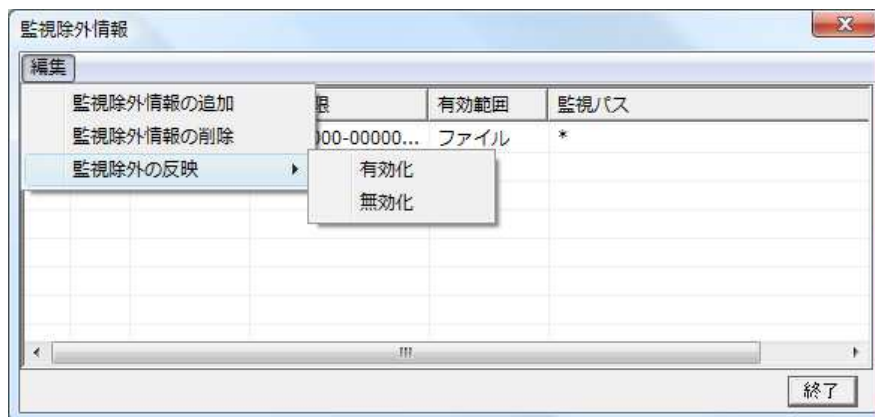 監視除外情報
編集
監視除外情報の追加
限 有効範囲 監視パス
監視除外情報の削除
000-00000... ファイル *
監視除外の反映
有効化
無効化
終了